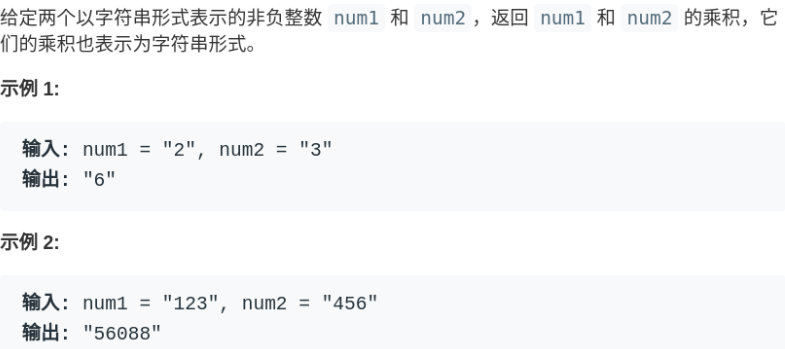 给定两个以字符串形式表示的非负整数 num1 和 num2，返回 num1 和 num2 的乘积，它
们的乘积也表示为字符串形式。
示例 1:
输入: num1 = "2", num2 = "3"
输出: "6"
示例 2:
输入: num1 = "123", num2 = "456"
输出: "56088"